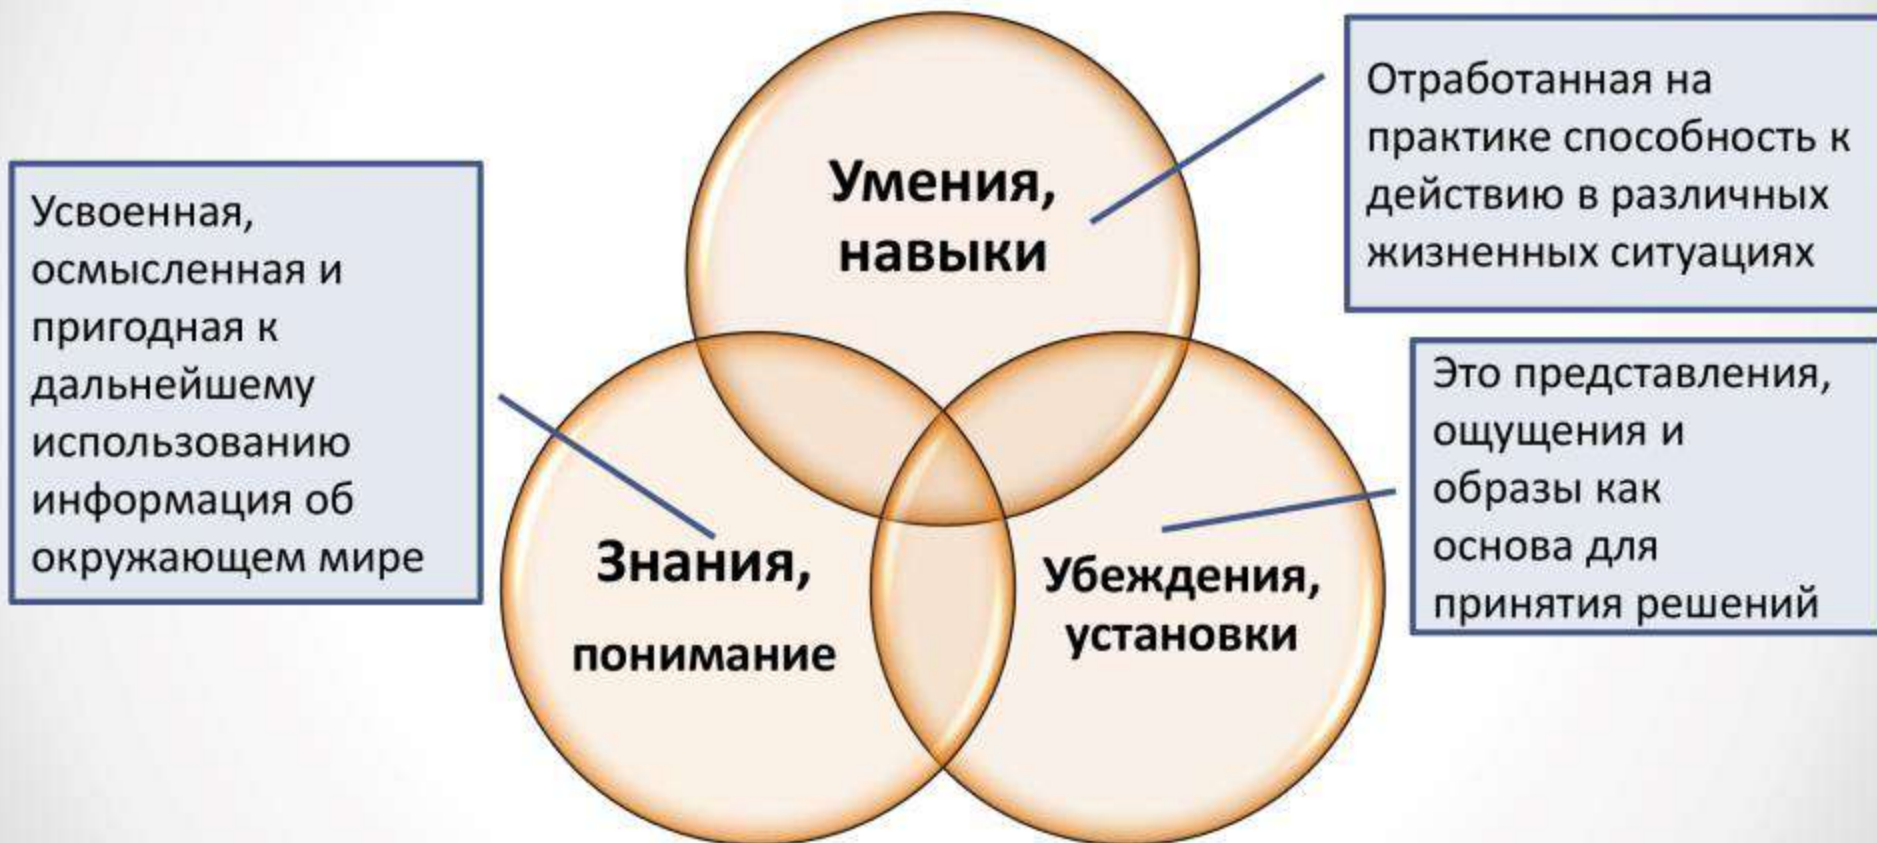 Умения,
навыки
Отработанная на
практике способность к
действию в различных
жизненных ситуациях
Усвоенная,
осмысленная и
пригодная к
дальнейшему
использованию
информация об
окружающем мире
Это представления,
ощущения и
образы как
основа для
принятия решений
Знания,
понимание
Убеждения,
установки